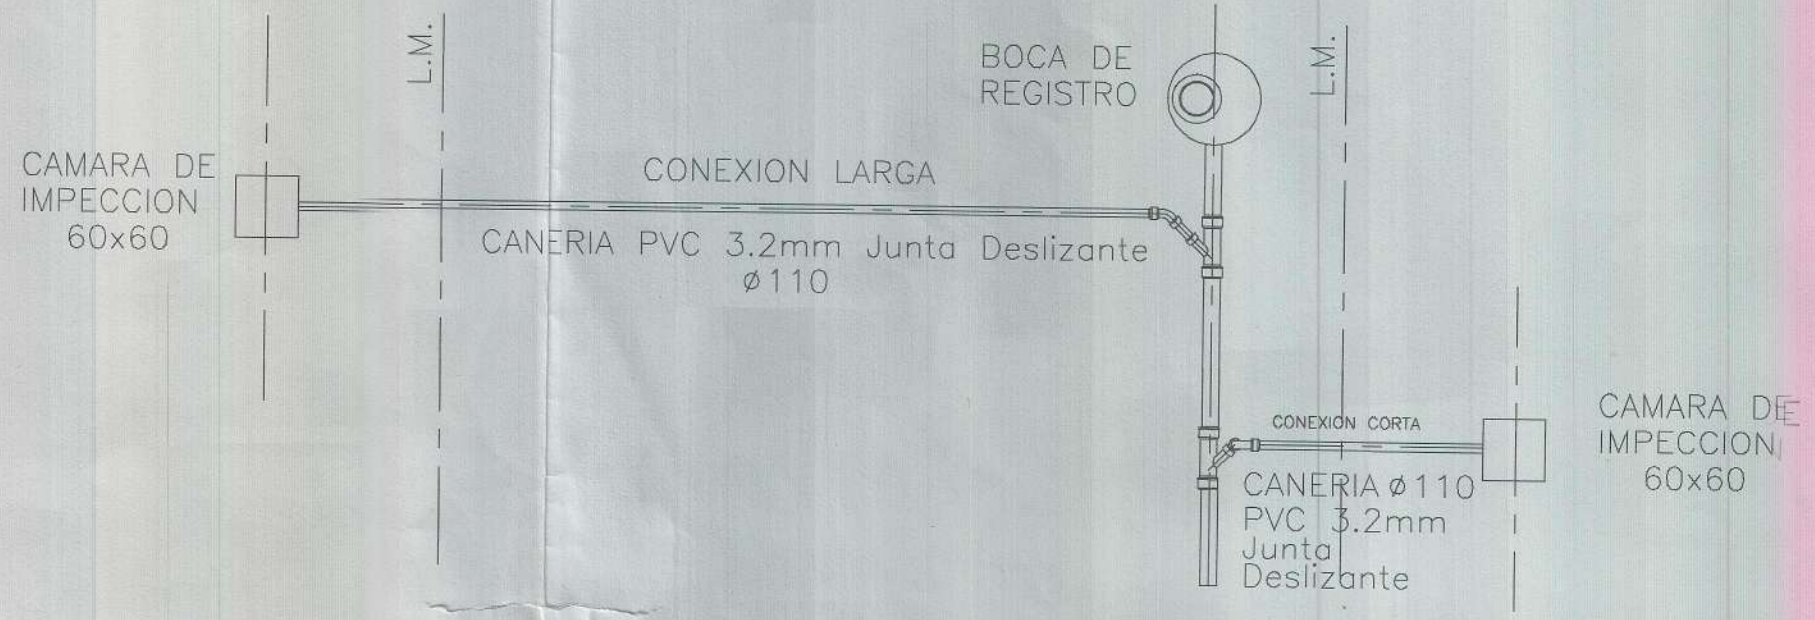 L.M.
BOCA DE
REGISTRO
L.M.
CAMARA DE
IMPECCION
60x60
CONEXION LARGA
CANERIA PVC 3.2mm Junta Deslizante
ø110
CONEXION CORTA
CANERIA ø110
PVC 3.2mm
Junta
Deslizante
CAMARA DE
IMPECCION
60x60